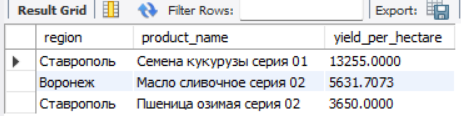 Result Grid Filter Rows: Export:
region product_name yield_per_hectare
Ставрополь Семена кукурузы серия 01 13255.0000
Воронеж Масло сливочное серия 02 5631.7073
Ставрополь Пшеница озимая серия 02 3650.0000